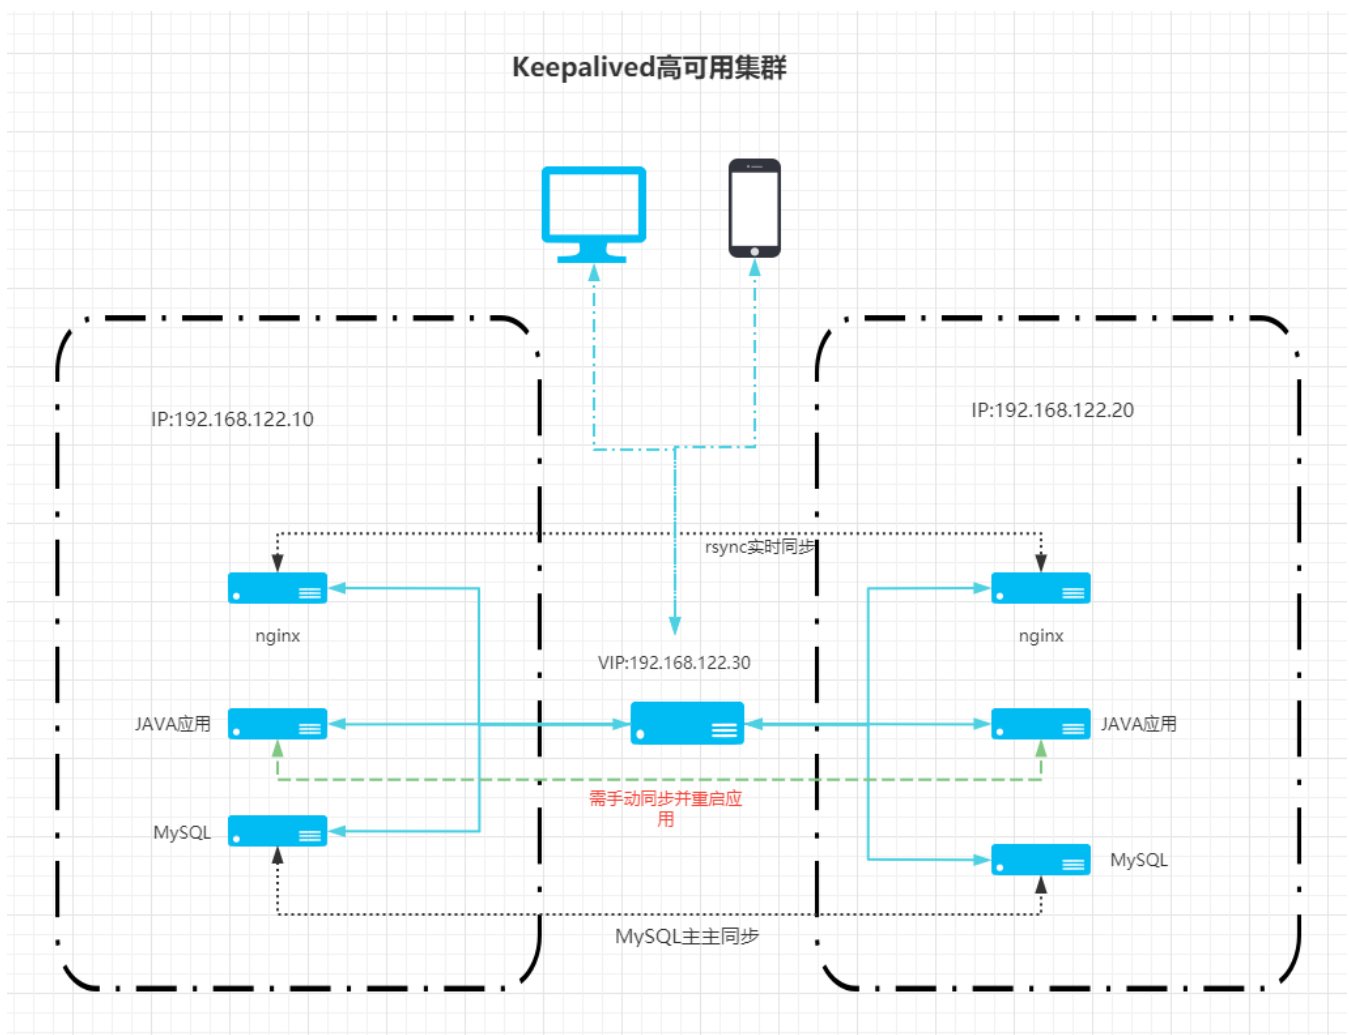 Keepalived高可用集群
IP:192.168.122.10
IP:192.168.122.20
rsync实时同步
nginx
nginx
VIP:192.168.122.30
JAVA应用
JAVA应用
需手动同步并重启应
用
MySQL
MySQL
MySQL主主同步